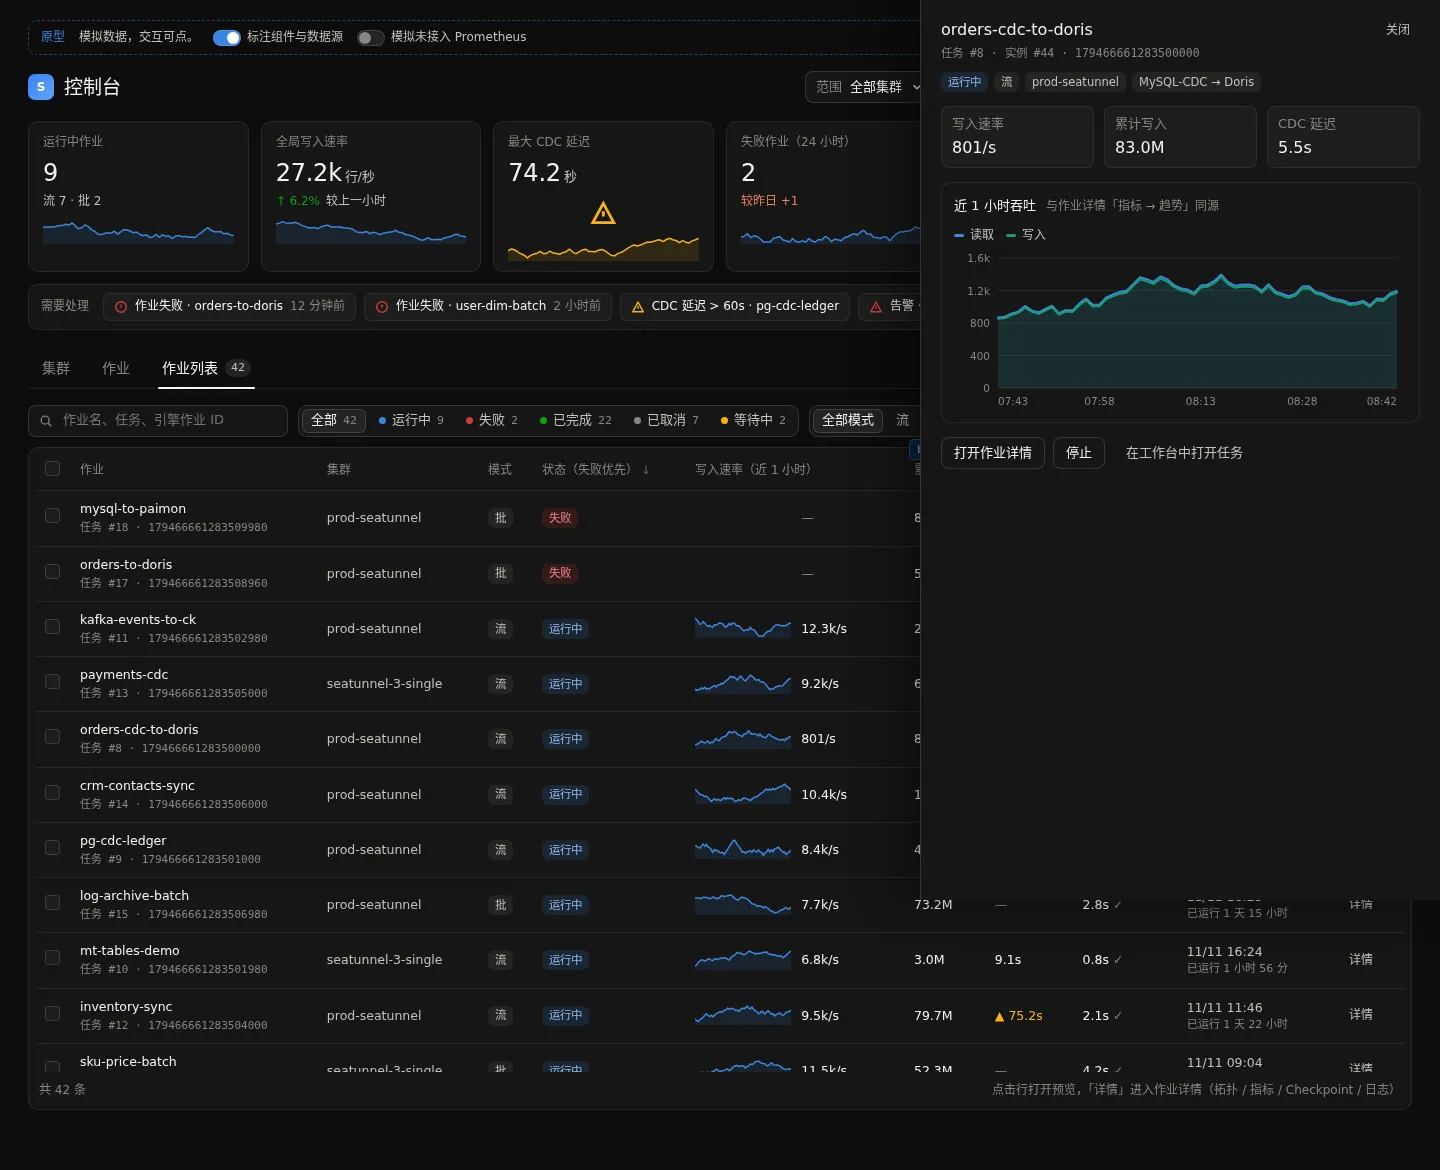 原型 模拟数据，交互可点。 标注组件与数据源 模拟未接入 Prometheus
S 控制台
范围 全部集群
运行中作业
9
流 7 · 批 2
全局写入速率
27.2k 行/秒
↑ 6.2% 较上一小时
最大 CDC 延迟
74.2 秒
失败作业（24 小时）
2
较昨日 +1
需要处理 作业失败 · orders-to-doris 12 分钟前 作业失败 · user-dim-batch 2 小时前 CDC 延迟 > 60s · pg-cdc-ledger 告警 ·
集群 作业 作业列表 42
作业名、任务、引擎作业 ID 全部 42 运行中 9 失败 2 已完成 22 已取消 7 等待中 2 全部模式 流
作业 集群 模式 状态（失败优先） ↓ 写入速率（近 1 小时）
mysql-to-paimon
任务 #18 · 179466661283509980
prod-seatunnel 批 失败 — 8
orders-to-doris
任务 #17 · 179466661283508960
prod-seatunnel 批 失败 — 5
kafka-events-to-ck
任务 #11 · 179466661283502980
prod-seatunnel 流 运行中 12.3k/s 2
payments-cdc
任务 #13 · 179466661283505000
seatunnel-3-single 流 运行中 9.2k/s 6
orders-cdc-to-doris
任务 #8 · 179466661283500000
prod-seatunnel 流 运行中 801/s 8
crm-contacts-sync
任务 #14 · 179466661283506000
prod-seatunnel 流 运行中 10.4k/s 1
pg-cdc-ledger
任务 #9 · 179466661283501000
prod-seatunnel 流 运行中 8.4k/s 4
log-archive-batch
任务 #15 · 179466661283506980
prod-seatunnel 批 运行中 7.7k/s 73.2M — 2.8s ✓
已运行 1 天 15 小时
详情
mt-tables-demo
任务 #10 · 179466661283501980
seatunnel-3-single 流 运行中 6.8k/s 3.0M 9.1s 0.8s ✓
11/11 16:24
已运行 1 小时 56 分
详情
inventory-sync
任务 #12 · 179466661283504000
prod-seatunnel 流 运行中 9.5k/s 79.7M ▲ 75.2s 2.1s ✓
11/11 11:46
已运行 1 天 22 小时
详情
sku-price-batch
seatunnel-3-single 批 运行中 11.5k/s 52.3M — 4.2s ✓
11/11 09:04
详情
共 42 条
点击行打开预览，「详情」进入作业详情（拓扑 / 指标 / Checkpoint / 日志）
orders-cdc-to-doris 关闭
任务 #8 · 实例 #44 · 179466661283500000
运行中 流 prod-seatunnel MySQL-CDC → Doris
写入速率
801/s
累计写入
83.0M
CDC 延迟
5.5s
近 1 小时吞吐 与作业详情「指标 → 趋势」同源
读取 写入
1.6k
1.2k
800
400
0
07:43 07:58 08:13 08:28 08:42
打开作业详情 停止 在工作台中打开任务